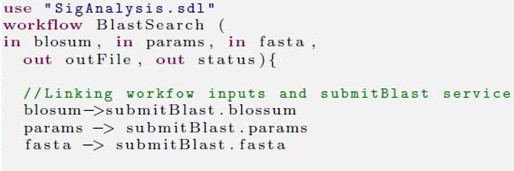 use "SigAnalysis.sdl"
workflow BlastSearch (
in blosum, in params, in fasta,
out outFile, out status){
//Linking workfow inputs and submitBlast service
blosum—>submitBlast.blossum
params —> submitBlast.params
fasta —> submitBlast.fasta